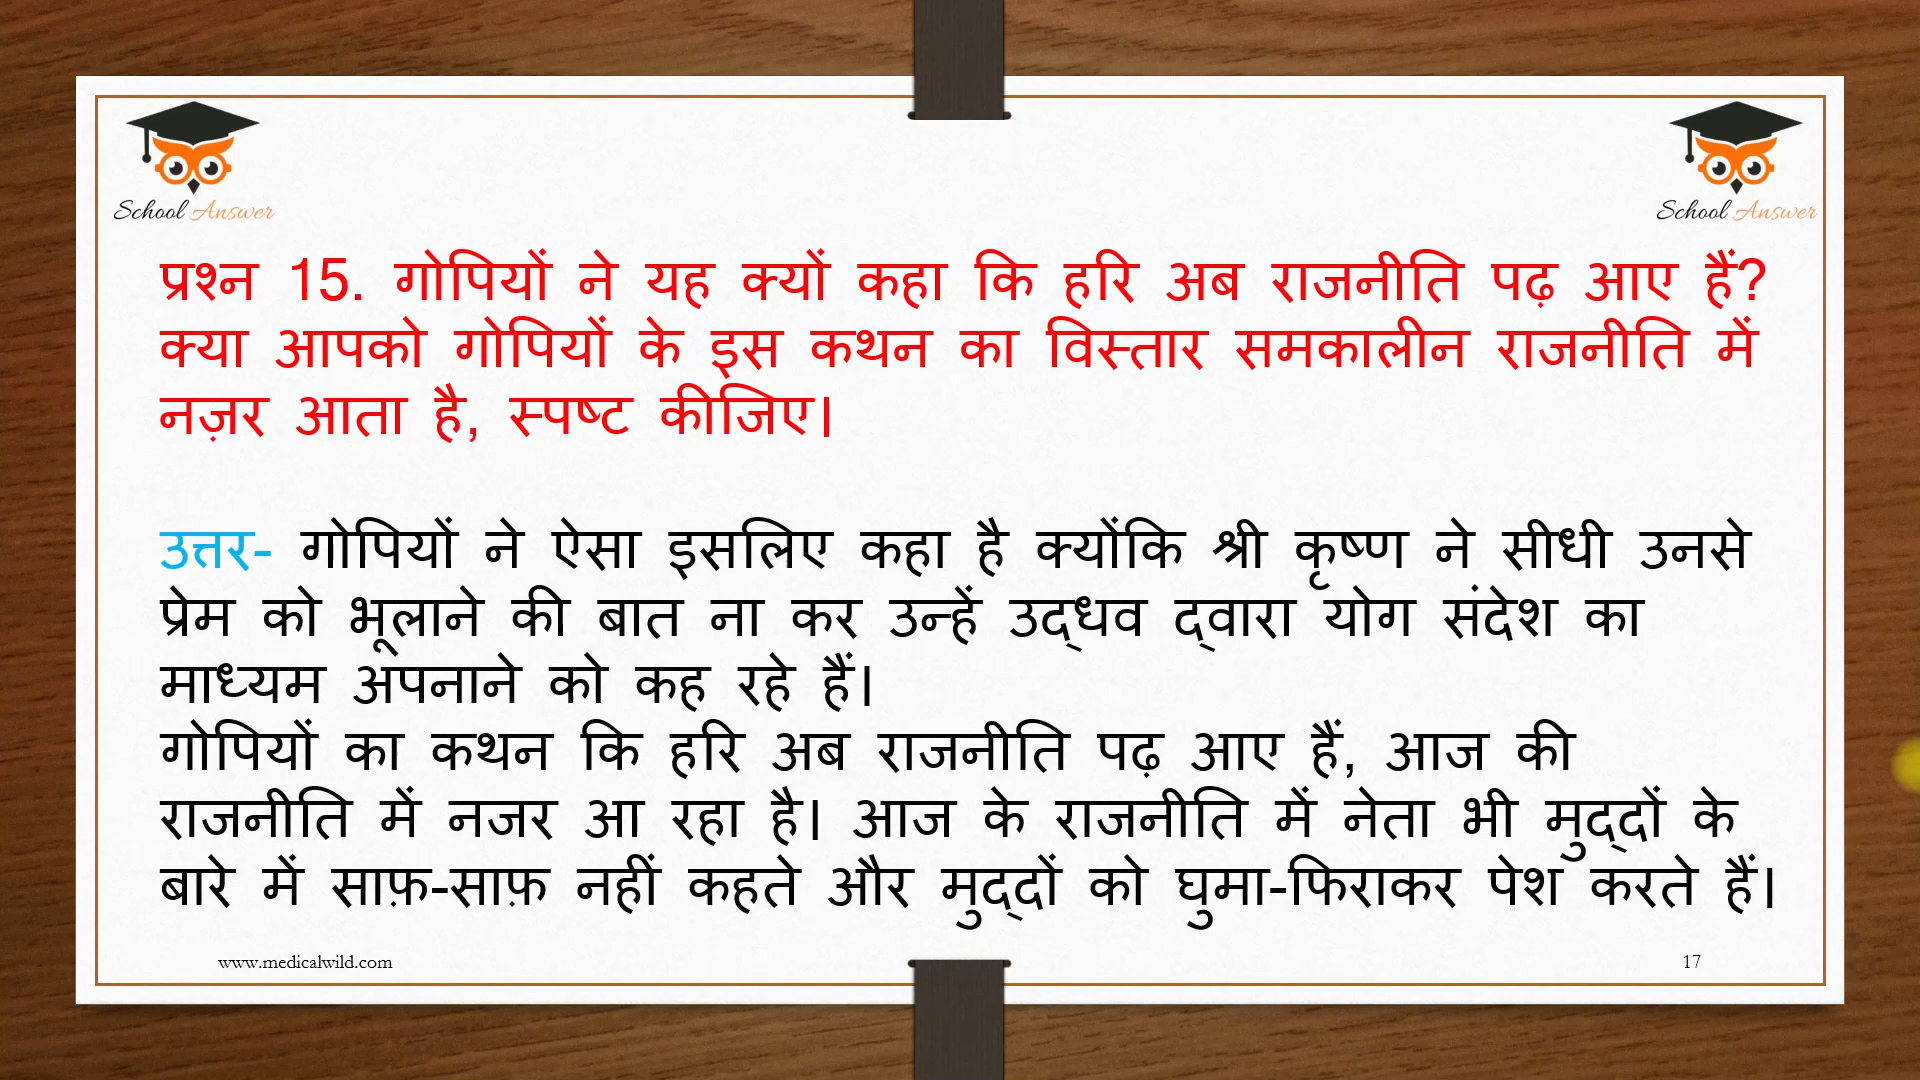 School Answer
School Answer
प्रश्न 15. गोपियों ने यह क्यों कहा कि हरि अब राजनीति पढ़ आए हैं?
क्या आपको गोपियों के इस कथन का विस्तार समकालीन राजनीति में
नज़र आता है, स्पष्ट कीजिए।
उत्तर- गोपियों ने ऐसा इसलिए कहा है क्योंकि श्री कृष्ण ने सीधी उनसे
प्रेम को भूलाने की बात ना कर उन्हें उद्धव द्वारा योग संदेश का
माध्यम अपनाने को कह रहे हैं।
गोपियों का कथन कि हरि अब राजनीति पढ़ आए हैं, आज की
राजनीति में नजर आ रहा है। आज के राजनीति में नेता भी मुद्दों के
बारे में साफ़-साफ़ नहीं कहते और मुद्दों को घुमा-फिराकर पेश करते हैं।
www.medicalwild.com
17